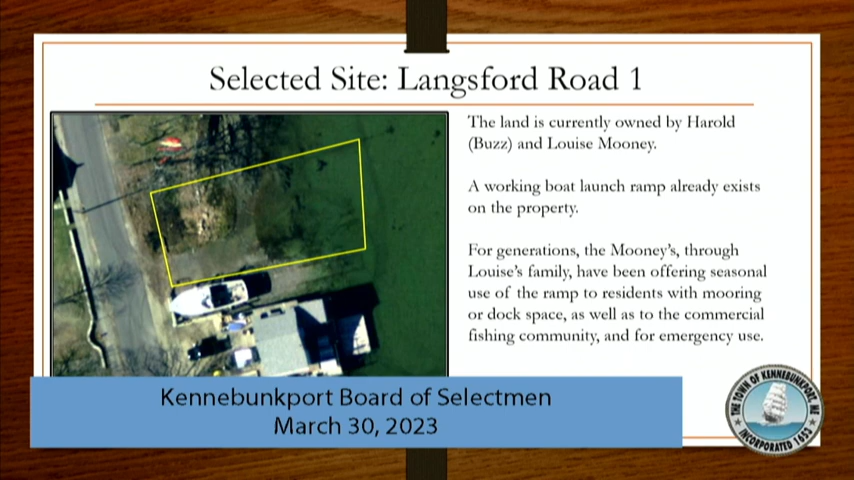 Selected Site: Langsford Road 1
The land is currently owned by Harold
(Buzz) and Louise Mooney.
A working boat launch ramp already exists
on the property.
For generations, the Mooney's, through
Louise's family, have been offering seasonal
use of the ramp to residents with mooring
or dock space, as well as to the commercial
fishing community, and for emergency use.
Kennebunkport Board of Selectmen
March 30, 2023
THE TOWN OF KENNEBUNKPORT, ME
INCORPORATED 1653